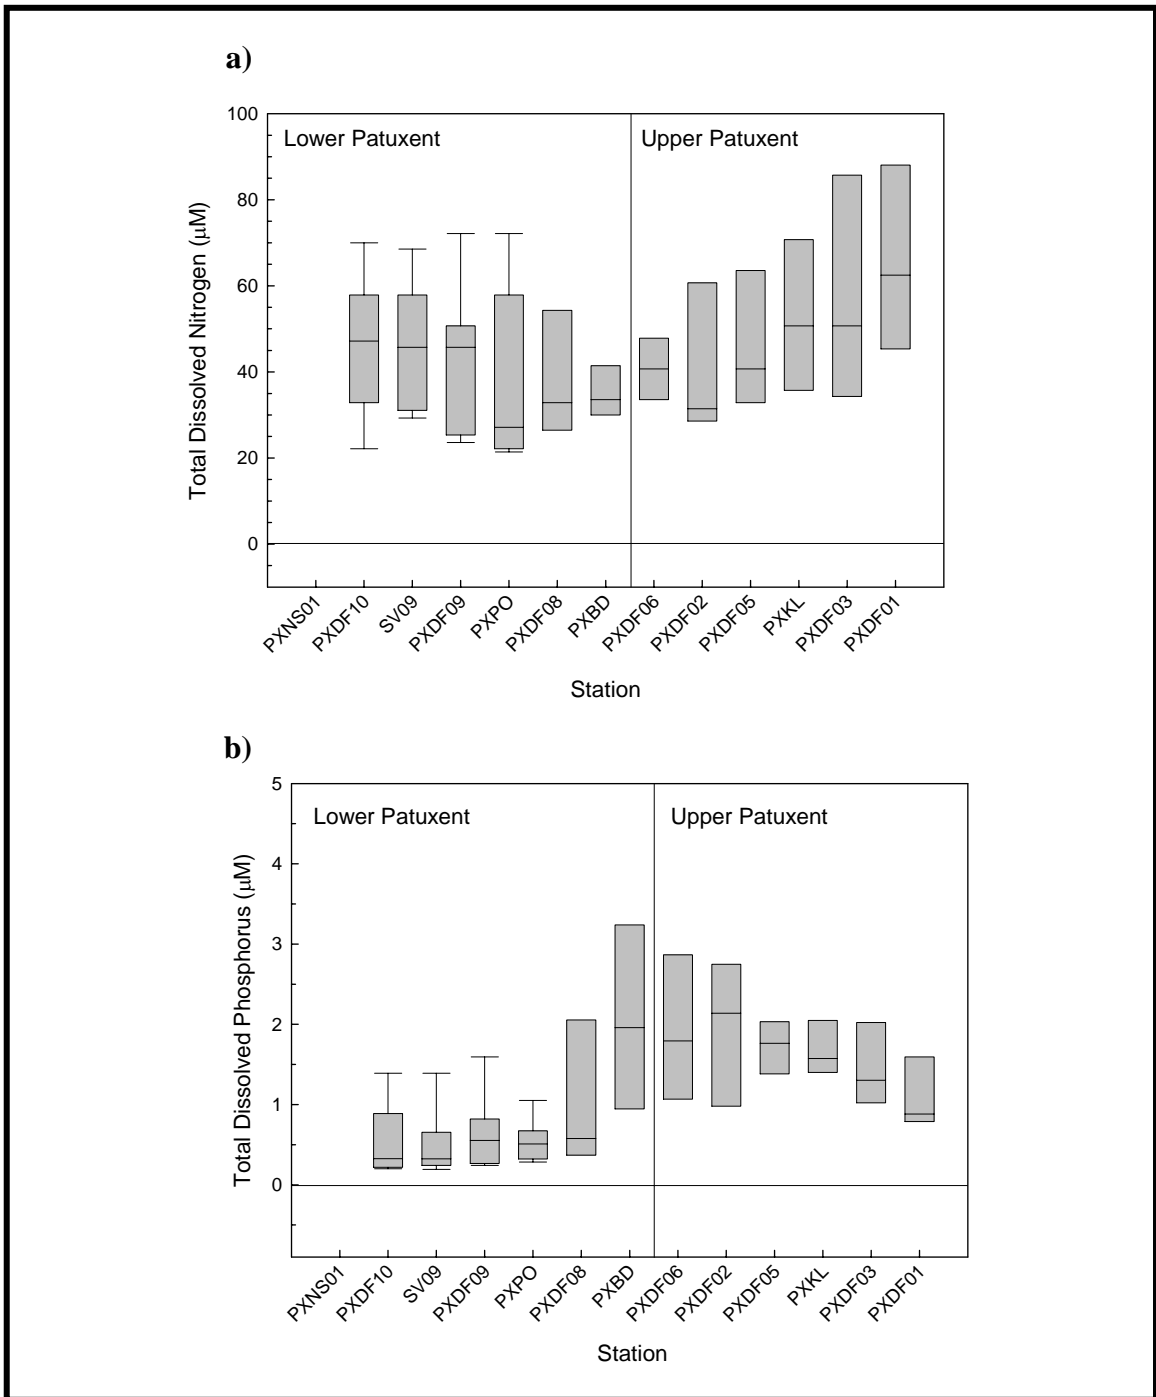 a)
Lower Patuxent
Upper Patuxent
Total Dissolved Nitrogen (μM)
100
80
60
40
20
0
PXNS01
PXDF10
SV09
PXDF09
PXPO
PXDF08
PXBD
PXDF06
PXDF02
PXDF05
PXKL
PXDF03
PXDF01
Station
b)
Lower Patuxent
Upper Patuxent
Total Dissolved Phosphorus (μM)
5
4
3
2
1
0
PXNS01
PXDF10
SV09
PXDF09
PXPO
PXDF08
PXBD
PXDF06
PXDF02
PXDF05
PXKL
PXDF03
PXDF01
Station